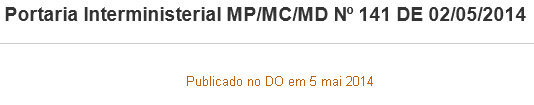 Portaria Interministerial MP/MC/MD Nº 141 DE 02/05/2014
Publicado no DO em 5 mai 2014